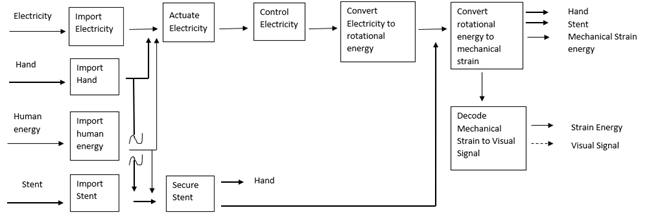 Electricity
Import
Electricity
Actuate
Electricity
Control
Electricity
Convert
Electricity to
rotational
energy
Convert
rotational
energy to
mechanical
strain
Hand
Stent
Mechanical Strain
energy
Hand
Import
Hand
Human
energy
Import
human
energy
Decode
Mechanical
Strain to Visual
Signal
Strain Energy
Visual Signal
Stent
Import
Stent
Secure
Stent
Hand